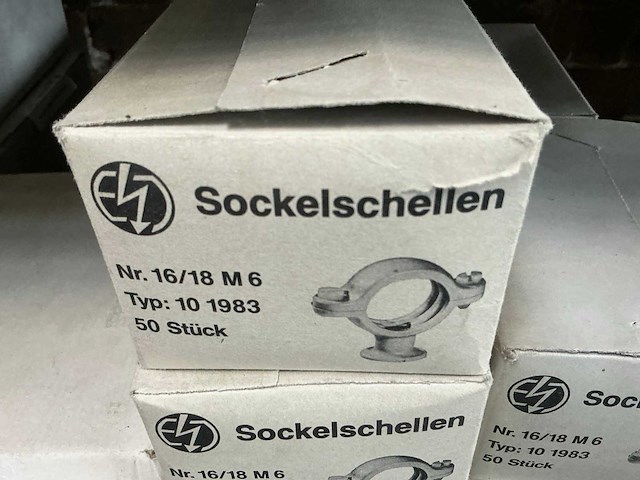 Sockelschellen
Nr. 16/18 M 6
Typ: 10 1983
50 Stück
Sockelschellen
Nr. 16/18 M 6
Nr. 16/18 M 6
Typ: 10 1983
50 Stück